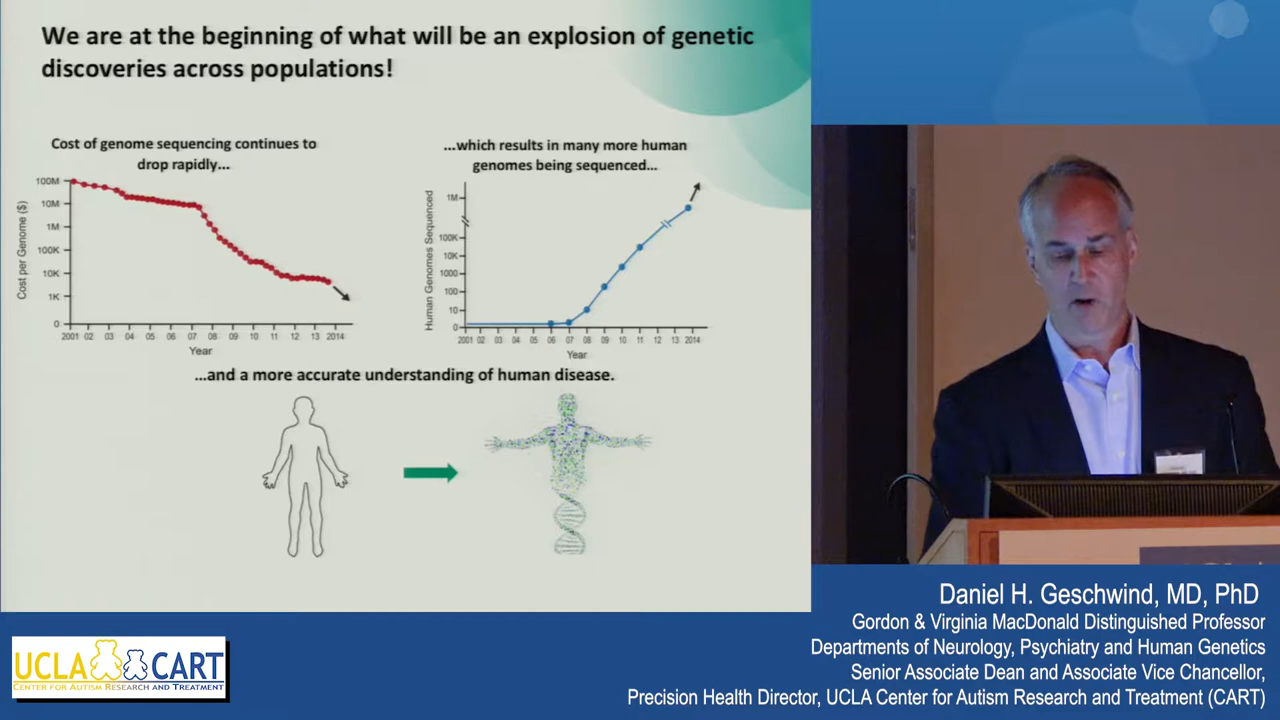 We are at the beginning of what will be an explosion of genetic
discoveries across populations!
Cost of genome sequencing continues to
drop rapidly...
Cost per Genome ($)
100M
10M
1M
100K
10K
1K
0
2001 02 03 04 05 06 07 08 09 10 11 12 13 2014
Year
...which results in many more human
genomes being sequenced...
Human Genomes Sequenced
1M
100K
10K
1000
100
10
0
2001 02 03 04 05 06 07 08 09 10 11 12 13 2014
Year
...and a more accurate understanding of human disease.
Daniel H. Geschwind, MD, PhD
Gordon & Virginia MacDonald Distinguished Professor
Departments of Neurology, Psychiatry and Human Genetics
Senior Associate Dean and Associate Vice Chancellor,
Precision Health Director, UCLA Center for Autism Research and Treatment (CART)
UCLA CART
CENTER FOR AUTISM RESEARCH AND TREATMENT